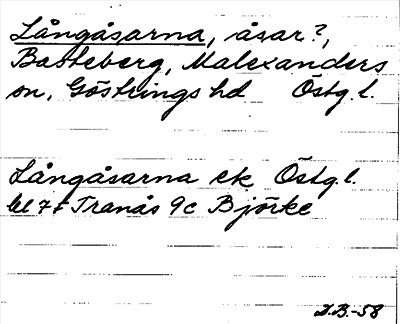 Långåsarna, åsar?,
Batteberg, Malexanders
sn, Göstrings hd Östg. l.
Långåsarna ek Östg. l.
bl 7+ Tranås 9c Björke
D.B.-58